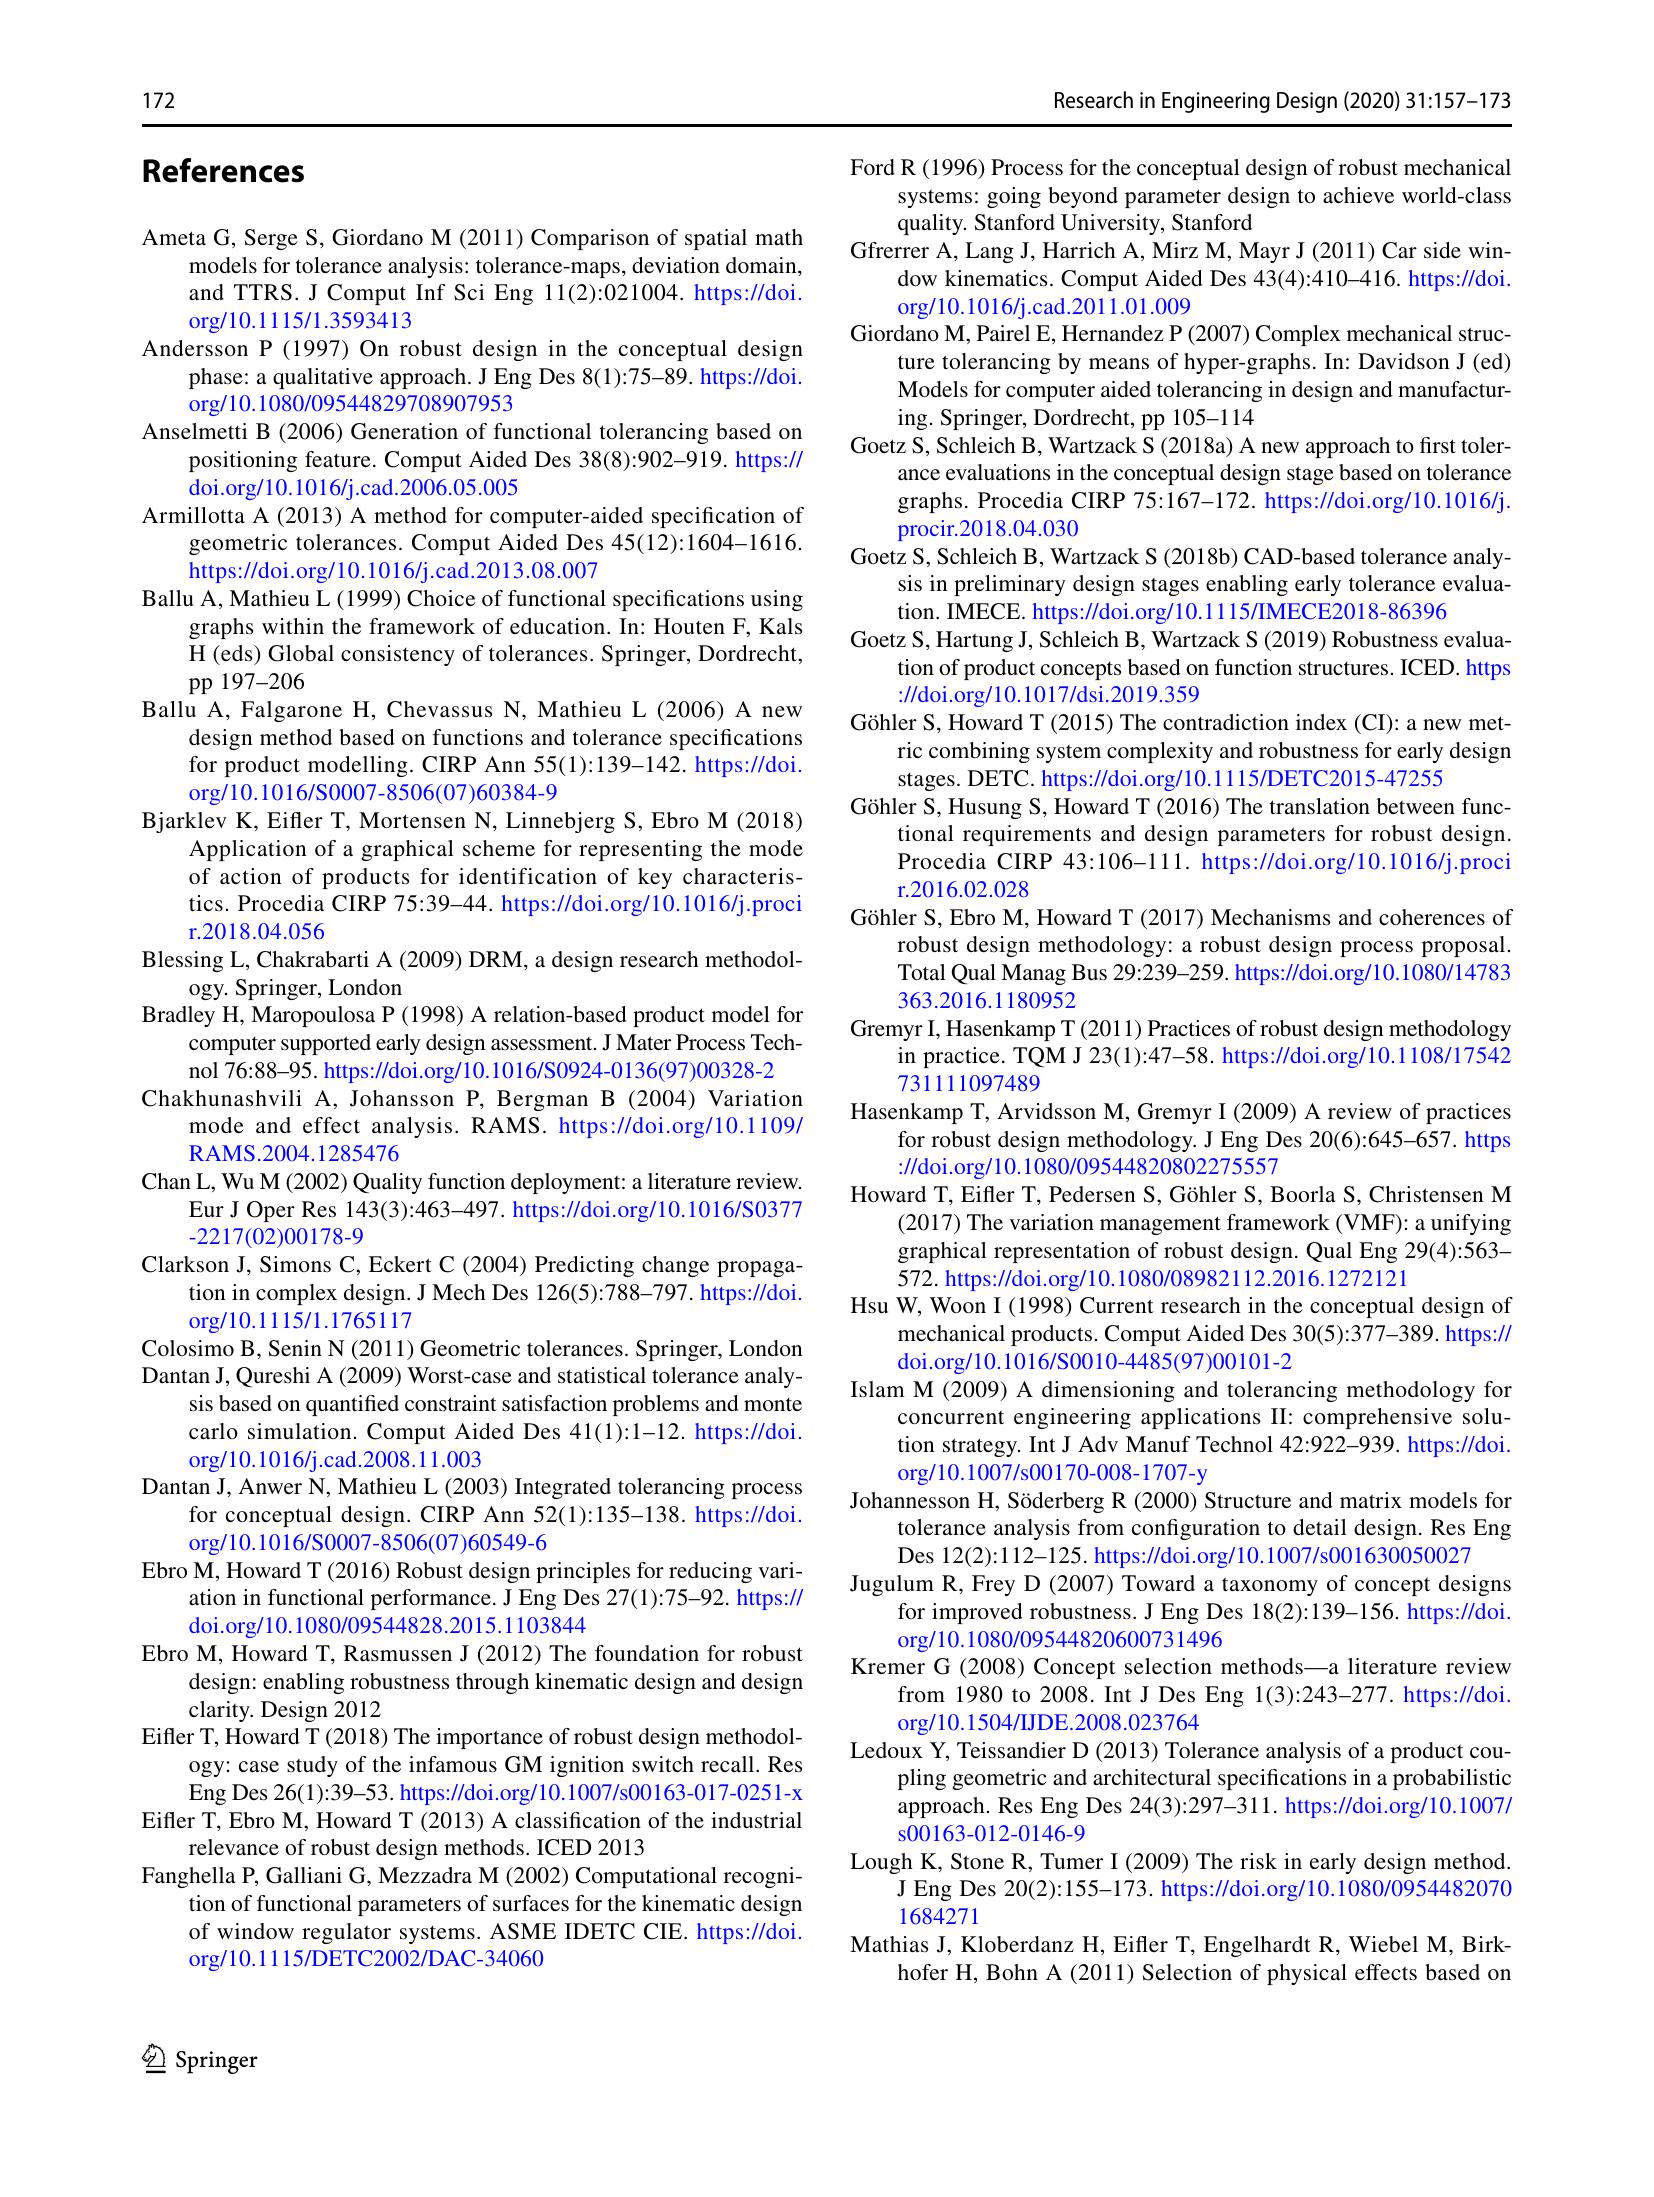 172
Research in Engineering Design (2020) 31:157–173
References
Ameta G, Serge S, Giordano M (2011) Comparison of spatial math
models for tolerance analysis: tolerance-maps, deviation domain,
and TTRS. J Comput Inf Sci Eng 11(2):021004. https://doi.
org/10.1115/1.3593413
Andersson P (1997) On robust design in the conceptual design
phase: a qualitative approach. J Eng Des 8(1):75–89. https://doi.
org/10.1080/09544829708907953
Anselmetti B (2006) Generation of functional tolerancing based on
positioning feature. Comput Aided Des 38(8):902–919. https://
doi.org/10.1016/j.cad.2006.05.005
Armillotta A (2013) A method for computer-aided specification of
geometric tolerances. Comput Aided Des 45(12):1604–1616.
https://doi.org/10.1016/j.cad.2013.08.007
Ballu A, Mathieu L (1999) Choice of functional specifications using
graphs within the framework of education. In: Houten F, Kals
H (eds) Global consistency of tolerances. Springer, Dordrecht,
pp 197–206
Ballu A, Falgarone H, Chevassus N, Mathieu L (2006) A new
design method based on functions and tolerance specifications
for product modelling. CIRP Ann 55(1):139–142. https://doi.
org/10.1016/S0007-8506(07)60384-9
Bjarklev K, Eifler T, Mortensen N, Linnebjerg S, Ebro M (2018)
Application of a graphical scheme for representing the mode
of action of products for identification of key characteris-
tics. Procedia CIRP 75:39–44. https://doi.org/10.1016/j.proci
r.2018.04.056
Blessing L, Chakrabarti A (2009) DRM, a design research methodol-
ogy. Springer, London
Bradley H, Maropoulosa P (1998) A relation-based product model for
computer supported early design assessment. J Mater Process Tech-
nol 76:88–95. https://doi.org/10.1016/S0924-0136(97)00328-2
Chakhunashvili A, Johansson P, Bergman B (2004) Variation
mode and effect analysis. RAMS. https://doi.org/10.1109/
RAMS.2004.1285476
Chan L, Wu M (2002) Quality function deployment: a literature review.
Eur J Oper Res 143(3):463–497. https://doi.org/10.1016/S0377
-2217(02)00178-9
Clarkson J, Simons C, Eckert C (2004) Predicting change propaga-
tion in complex design. J Mech Des 126(5):788–797. https://doi.
org/10.1115/1.1765117
Colosimo B, Senin N (2011) Geometric tolerances. Springer, London
Dantan J, Qureshi A (2009) Worst-case and statistical tolerance analy-
sis based on quantified constraint satisfaction problems and monte
carlo simulation. Comput Aided Des 41(1):1–12. https://doi.
org/10.1016/j.cad.2008.11.003
Dantan J, Anwer N, Mathieu L (2003) Integrated tolerancing process
for conceptual design. CIRP Ann 52(1):135–138. https://doi.
org/10.1016/S0007-8506(07)60549-6
Ebro M, Howard T (2016) Robust design principles for reducing vari-
ation in functional performance. J Eng Des 27(1):75–92. https://
doi.org/10.1080/09544828.2015.1103844
Ebro M, Howard T, Rasmussen J (2012) The foundation for robust
design: enabling robustness through kinematic design and design
clarity. Design 2012
Eifler T, Howard T (2018) The importance of robust design methodol-
ogy: case study of the infamous GM ignition switch recall. Res
Eng Des 26(1):39–53. https://doi.org/10.1007/s00163-017-0251-x
Eifler T, Ebro M, Howard T (2013) A classification of the industrial
relevance of robust design methods. ICED 2013
Fanghella P, Galliani G, Mezzadra M (2002) Computational recogni-
tion of functional parameters of surfaces for the kinematic design
of window regulator systems. ASME IDETC CIE. https://doi.
org/10.1115/DETC2002/DAC-34060
Ford R (1996) Process for the conceptual design of robust mechanical
systems: going beyond parameter design to achieve world-class
quality. Stanford University, Stanford
Gfrerrer A, Lang J, Harrich A, Mirz M, Mayr J (2011) Car side win-
dow kinematics. Comput Aided Des 43(4):410–416. https://doi.
org/10.1016/j.cad.2011.01.009
Giordano M, Pairel E, Hernandez P (2007) Complex mechanical struc-
ture tolerancing by means of hyper-graphs. In: Davidson J (ed)
Models for computer aided tolerancing in design and manufactur-
ing. Springer, Dordrecht, pp 105–114
Goetz S, Schleich B, Wartzack S (2018a) A new approach to first toler-
ance evaluations in the conceptual design stage based on tolerance
graphs. Procedia CIRP 75:167–172. https://doi.org/10.1016/j.
procir.2018.04.030
Goetz S, Schleich B, Wartzack S (2018b) CAD-based tolerance analy-
sis in preliminary design stages enabling early tolerance evalua-
tion. IMECE. https://doi.org/10.1115/IMECE2018-86396
Goetz S, Hartung J, Schleich B, Wartzack S (2019) Robustness evalua-
tion of product concepts based on function structures. ICED. https
://doi.org/10.1017/dsi.2019.359
Göhler S, Howard T (2015) The contradiction index (CI): a new met-
ric combining system complexity and robustness for early design
stages. DETC. https://doi.org/10.1115/DETC2015-47255
Göhler S, Husung S, Howard T (2016) The translation between func-
tional requirements and design parameters for robust design.
Procedia CIRP 43:106–111. https://doi.org/10.1016/j.proci
r.2016.02.028
Göhler S, Ebro M, Howard T (2017) Mechanisms and coherences of
robust design methodology: a robust design process proposal.
Total Qual Manag Bus 29:239–259. https://doi.org/10.1080/14783
363.2016.1180952
Gremyr I, Hasenkamp T (2011) Practices of robust design methodology
in practice. TQM J 23(1):47–58. https://doi.org/10.1108/17542
731111097489
Hasenkamp T, Arvidsson M, Gremyr I (2009) A review of practices
for robust design methodology. J Eng Des 20(6):645–657. https
://doi.org/10.1080/09544820802275557
Howard T, Eifler T, Pedersen S, Göhler S, Boorla S, Christensen M
(2017) The variation management framework (VMF): a unifying
graphical representation of robust design. Qual Eng 29(4):563–
572. https://doi.org/10.1080/08982112.2016.1272121
Hsu W, Woon I (1998) Current research in the conceptual design of
mechanical products. Comput Aided Des 30(5):377–389. https://
doi.org/10.1016/S0010-4485(97)00101-2
Islam M (2009) A dimensioning and tolerancing methodology for
concurrent engineering applications II: comprehensive solu-
tion strategy. Int J Adv Manuf Technol 42:922–939. https://doi.
org/10.1007/s00170-008-1707-y
Johannesson H, Söderberg R (2000) Structure and matrix models for
tolerance analysis from configuration to detail design. Res Eng
Des 12(2):112–125. https://doi.org/10.1007/s001630050027
Jugulum R, Frey D (2007) Toward a taxonomy of concept designs
for improved robustness. J Eng Des 18(2):139–156. https://doi.
org/10.1080/09544820600731496
Kremer G (2008) Concept selection methods—a literature review
from 1980 to 2008. Int J Des Eng 1(3):243–277. https://doi.
org/10.1504/IJDE.2008.023764
Ledoux Y, Teissandier D (2013) Tolerance analysis of a product cou-
pling geometric and architectural specifications in a probabilistic
approach. Res Eng Des 24(3):297–311. https://doi.org/10.1007/
s00163-012-0146-9
Lough K, Stone R, Tumer I (2009) The risk in early design method.
J Eng Des 20(2):155–173. https://doi.org/10.1080/0954482070
1684271
Mathias J, Kloberdanz H, Eifler T, Engelhardt R, Wiebel M, Birk-
hofer H, Bohn A (2011) Selection of physical effects based on
Springer